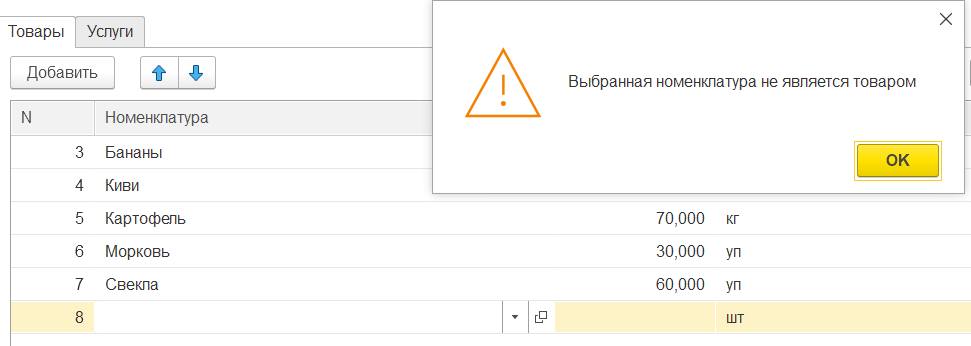 Товары Услуги
Добавить
Выбранная номенклатура не является товаром
OK
N Номенклатура
3 Бананы
4 Киви
5 Картофель 70,000 кг
6 Морковь 30,000 уп
7 Свекла 60,000 уп
8 шт